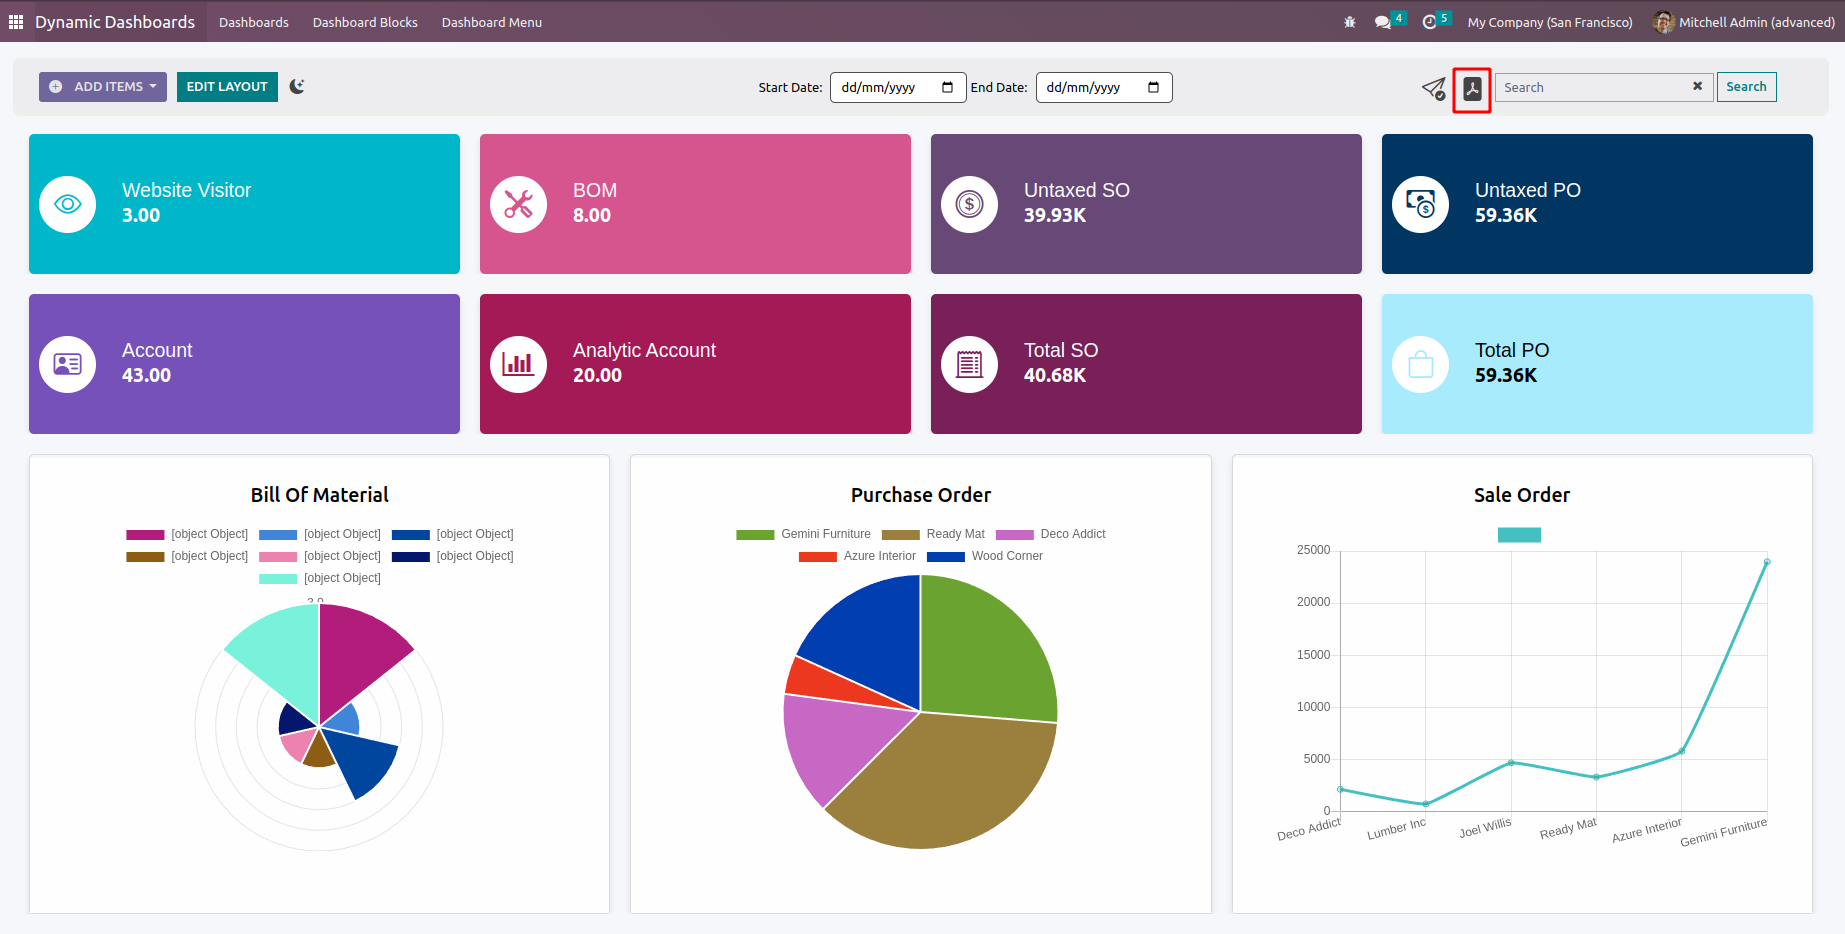 Dynamic Dashboards Dashboards Dashboard Blocks Dashboard Menu 4 5 My Company (San Francisco) Mitchell Admin (advanced)
ADD ITEMS EDIT LAYOUT Start Date: dd/mm/yyyy End Date: dd/mm/yyyy Search Search
Website Visitor
3.00
BOM
8.00
Untaxed SO
39.93K
Untaxed PO
59.36K
Account
43.00
Analytic Account
20.00
Total SO
40.68K
Total PO
59.36K
Bill Of Material
[object Object] [object Object] [object Object]
[object Object] [object Object] [object Object]
[object Object]
3.0
Purchase Order
Gemini Furniture Ready Mat Deco Addict
Azure Interior Wood Corner
Sale Order
25000
20000
15000
10000
5000
0
Deco Addict Lumber Inc Joel Willis Ready Mat Azure Interior Gemini Furniture